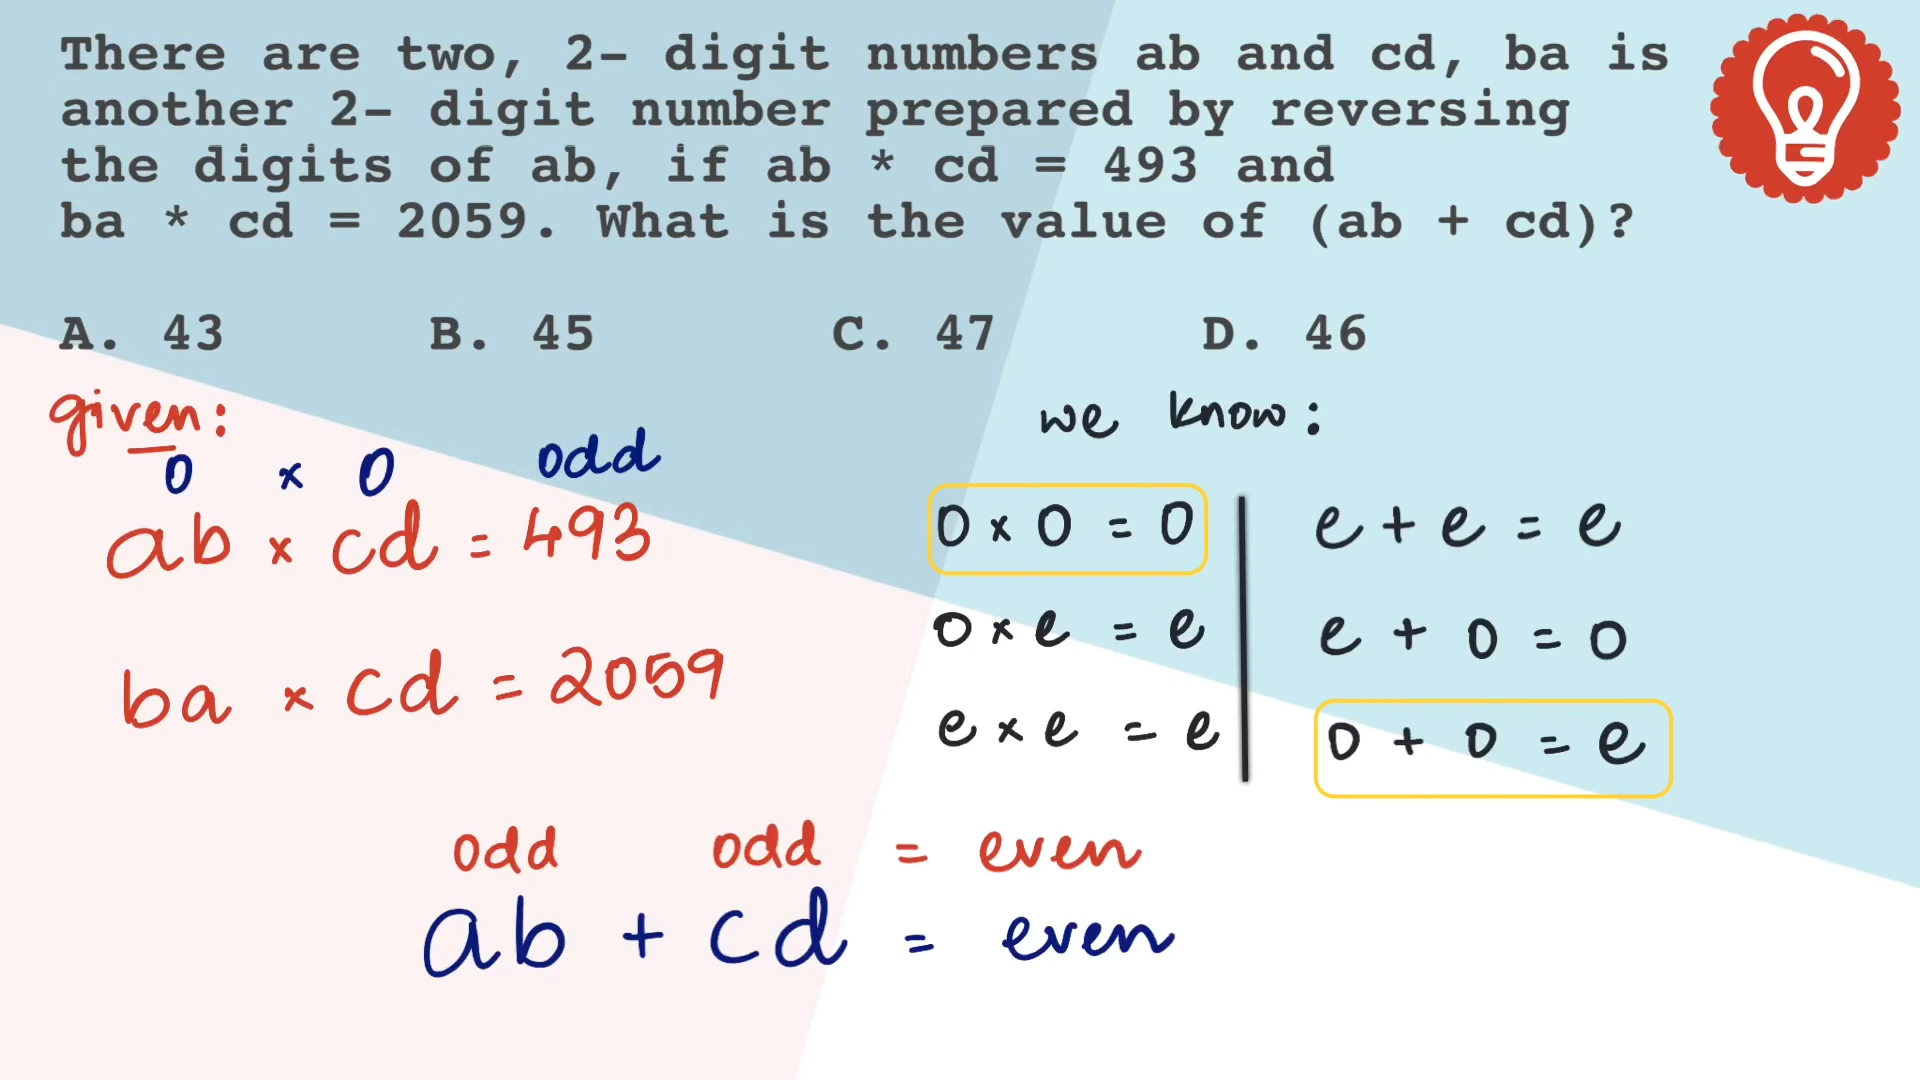 There are two, 2- digit numbers ab and cd, ba is
another 2- digit number prepared by reversing
the digits of ab, if ab * cd = 493 and
ba * cd = 2059. What is the value of (ab + cd)?
A. 43 B. 45 C. 47 D. 46
given:
o × o odd
ab × cd = 493
ba × cd = 2059
we know:
o × o = o
o × e = e
e × e = e
e + e = e
e + o = o
o + o = e
odd odd = even
ab + cd = even